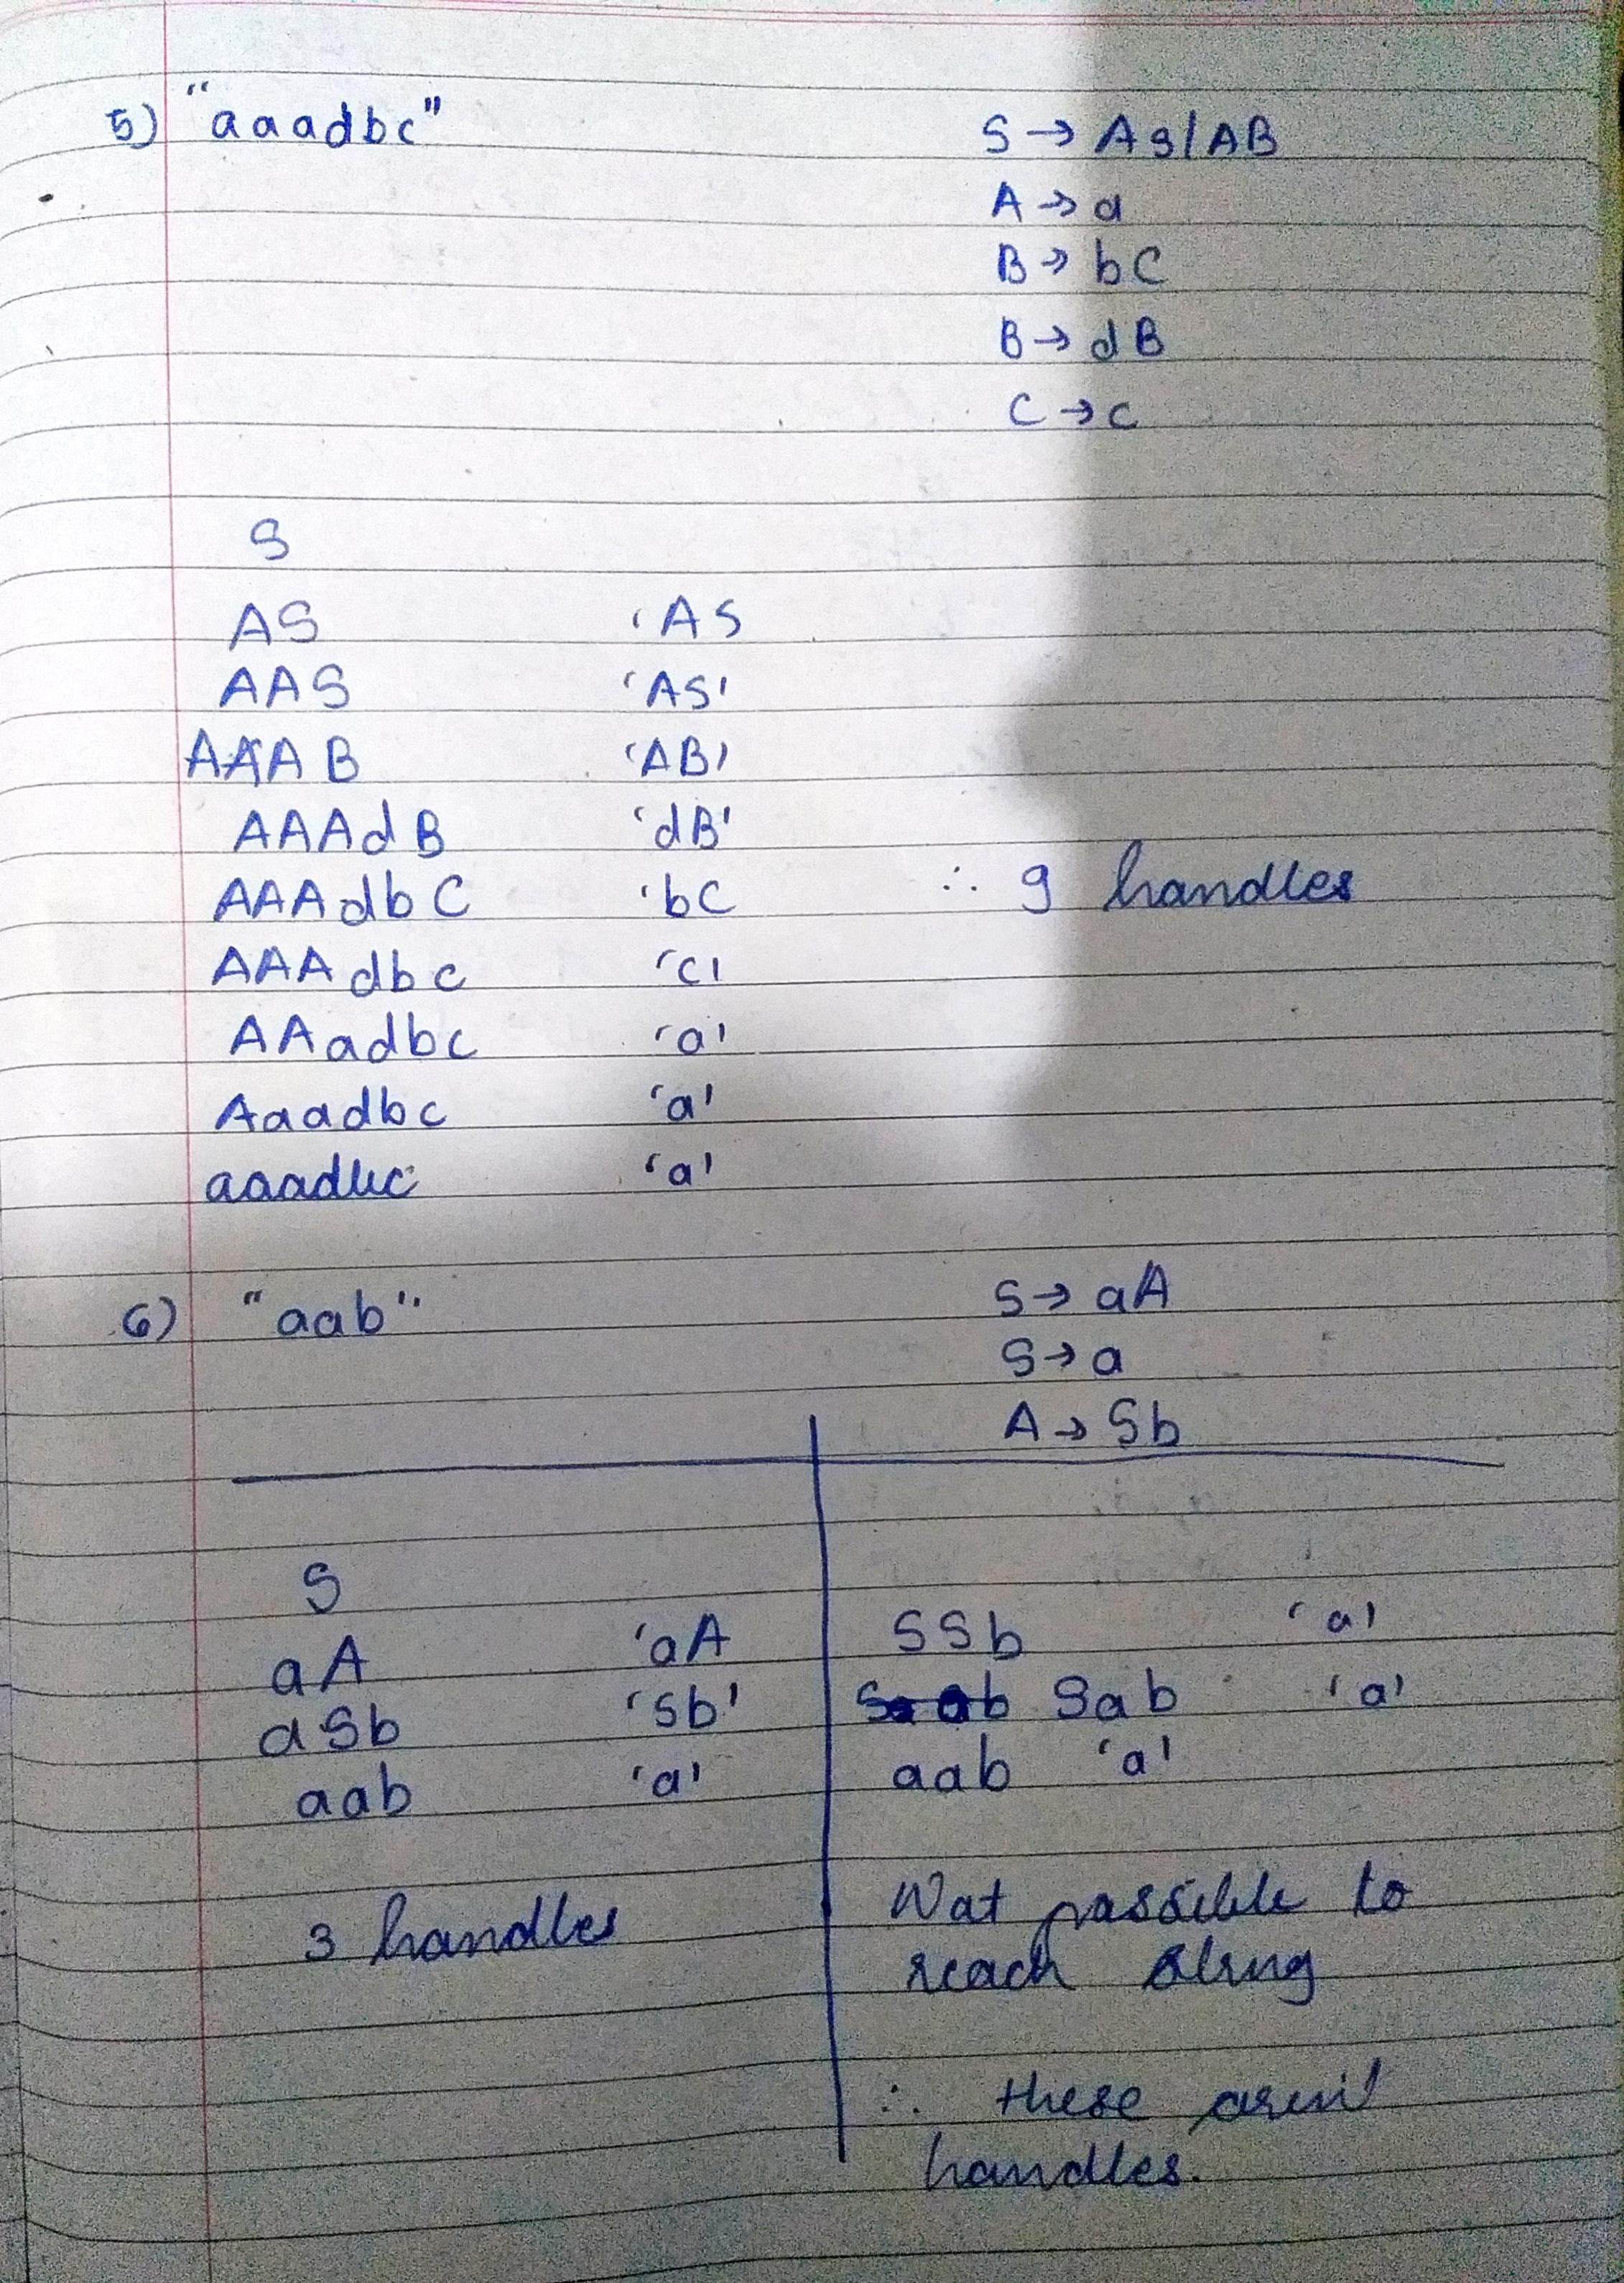 5) "aaadbc" S → AS/AB
A → a
B → bC
B → dB
C → c
S
AS 'AS
AAS 'AS'
AAAB 'AB'
AAAdB 'dB'
AAAdbC 'bC
∴ 9 handles
AAAdbc 'c'
AAadbc 'a'
Aaadbc 'a'
aaadbc 'a'
6) "aab" S → aA
S → a
A → Sb
S
aA 'aA
aSb 'Sb'
aab 'a'
3 handles
SSb 'a'
Sab 'a'
aab 'a'
Not possible to
reach string
∴ these aren't
handles.